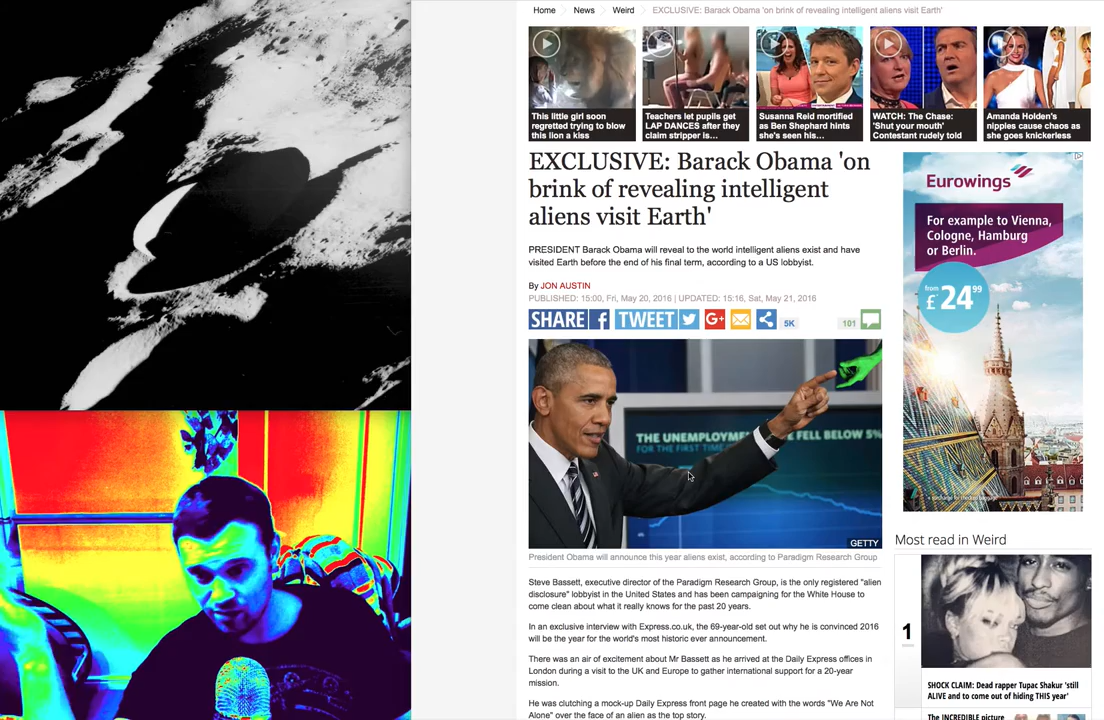 Home News Weird EXCLUSIVE: Barack Obama 'on brink of revealing intelligent aliens visit Earth'
This little girl soon
regretted trying to blow
this lion a kiss
Teachers let pupils get
LAP DANCES after they
claim stripper is...
Susanna Reid mortified
as Ben Shephard hints
she's seen his...
WATCH: The Chase:
'Shut your mouth'
Contestant rudely told
Amanda Holden's
nipples cause chaos as
she goes knickerless
EXCLUSIVE: Barack Obama 'on
brink of revealing intelligent
aliens visit Earth'
PRESIDENT Barack Obama will reveal to the world intelligent aliens exist and have
visited Earth before the end of his final term, according to a US lobbyist.
By JON AUSTIN
PUBLISHED: 15:00, Fri, May 20, 2016 | UPDATED: 15:16, Sat, May 21, 2016
SHARE f TWEET G+ 5K 101
THE UNEMPLOYME E FELL BELOW 5%
FOR THE FIRST TIME
GETTY
President Obama will announce this year aliens exist, according to Paradigm Research Group
Steve Bassett, executive director of the Paradigm Research Group, is the only registered "alien
disclosure" lobbyist in the United States and has been campaigning for the White House to
come clean about what it really knows for the past 20 years.
In an exclusive interview with Express.co.uk, the 69-year-old set out why he is convinced 2016
will be the year for the world's most historic ever announcement.
There was an air of excitement about Mr Bassett as he arrived at the Daily Express offices in
London during a visit to the UK and Europe to gather international support for a 20-year
mission.
He was clutching a mock-up Daily Express front page he created with the words "We Are Not
Alone" over the face of an alien as the top story.
Eurowings
For example to Vienna,
Cologne, Hamburg
or Berlin.
from
£24.99
Most read in Weird
1
SHOCK CLAIM: Dead rapper Tupac Shakur 'still
ALIVE and to come out of hiding THIS year'
The INCREDIBLE picture